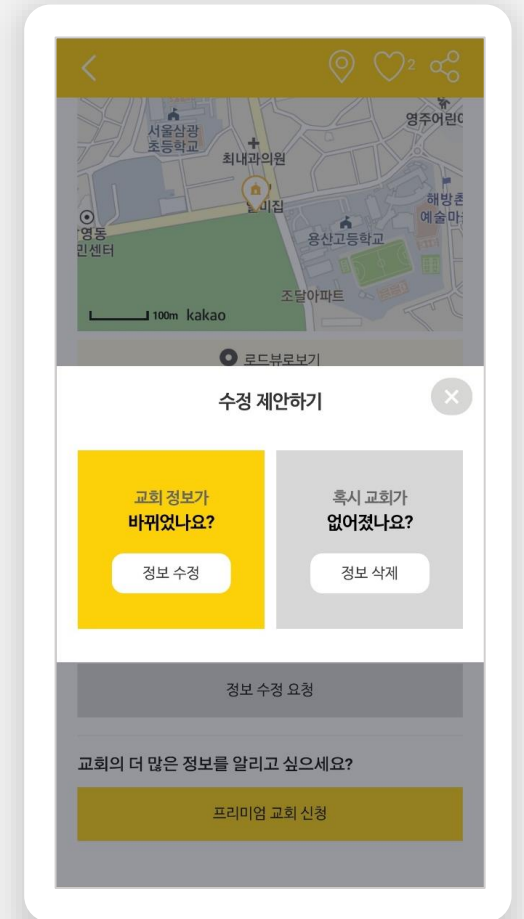 2
서울삼광
초등학교
최내과의원
영주어린
해방촌
예술마
용산고등학교
영동
민센터
조달아파트
100m kakao
로드뷰로보기
수정 제안하기
교회 정보가
바뀌었나요?
정보 수정
혹시 교회가
없어졌나요?
정보 삭제
정보 수정 요청
교회의 더 많은 정보를 알리고 싶으세요?
프리미엄 교회 신청